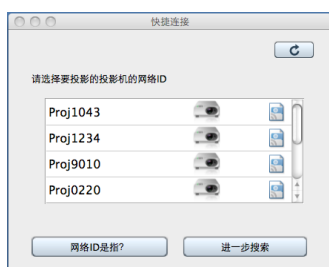 快捷连接
请选择要投影的投影机的网络ID
Proj1043
Proj1234
Proj9010
Proj0220
网络ID是指?
进一步搜索